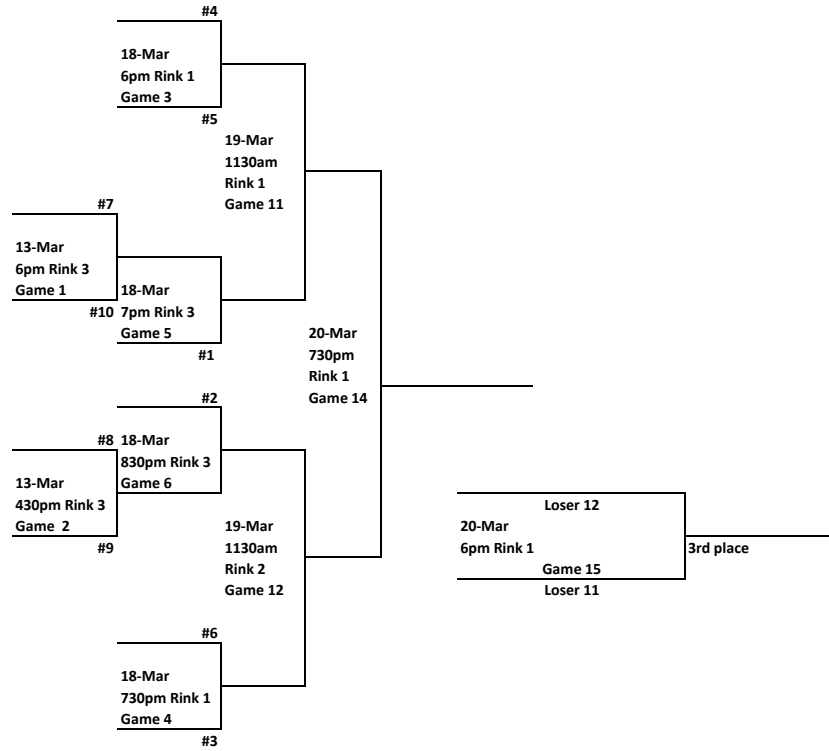 #4
18-Mar
6pm Rink 1
Game 3
#5
19-Mar
1130am
Rink 1
Game 11
#7
13-Mar
6pm Rink 3
Game 1
#10
18-Mar
7pm Rink 3
Game 5
#1
20-Mar
730pm
Rink 1
Game 14
#2
18-Mar
830pm Rink 3
Game 6
#8
13-Mar
430pm Rink 3
Game  2
#9
19-Mar
1130am
Rink 2
Game 12
#6
18-Mar
730pm Rink 1
Game 4
#3
Loser 12
20-Mar
6pm Rink 1
Game 15
Loser 11
3rd place